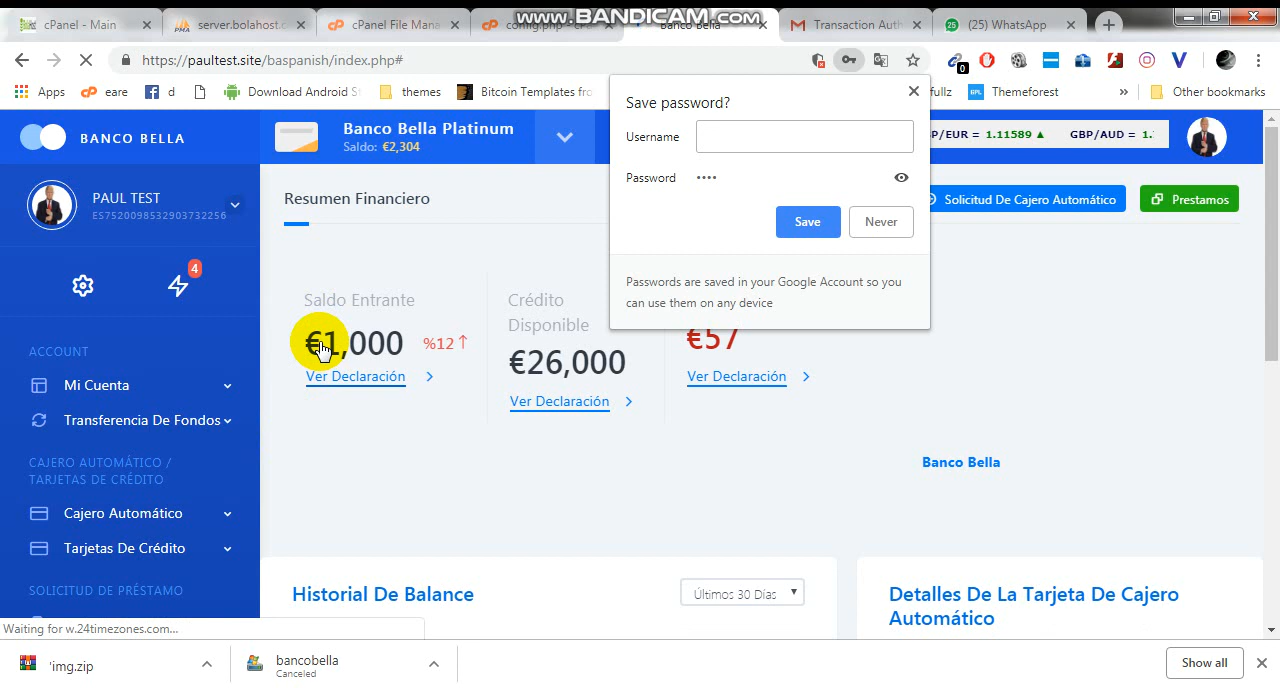 www.BANDICAM.com
cPanel - Main
server.bolahost.c
cPanel File Mana
Banco Bella
Transaction Auth
(25) WhatsApp
https://paultest.site/baspanish/index.php#
0
Apps
eare
d
Download Android S
themes
Bitcoin Templates fro
fullz
Themeforest
»
Other bookmarks
Save password?
Username
Password ••••
Save
Never
Passwords are saved in your Google Account so you
can use them on any device
BANCO BELLA
Banco Bella Platinum
Saldo: €2,304
P/EUR = 1.11589 ▲ GBP/AUD = 1.
PAUL TEST
ES7520098532903732256
4
Resumen Financiero
Solicitud De Cajero Automático
Prestamos
Saldo Entrante
€1,000 %12 ↑
Ver Declaración
Crédito
Disponible
€26,000
Ver Declaración
€57
Ver Declaración
Banco Bella
ACCOUNT
Mi Cuenta
Transferencia De Fondos
CAJERO AUTOMÁTICO /
TARJETAS DE CRÉDITO
Cajero Automático
Tarjetas De Crédito
SOLICITUD DE PRÉSTAMO
Historial De Balance
Últimos 30 Días
Detalles De La Tarjeta De Cajero
Automático
Waiting for w.24timezones.com...
'img.zip
bancobella
Canceled
Show all